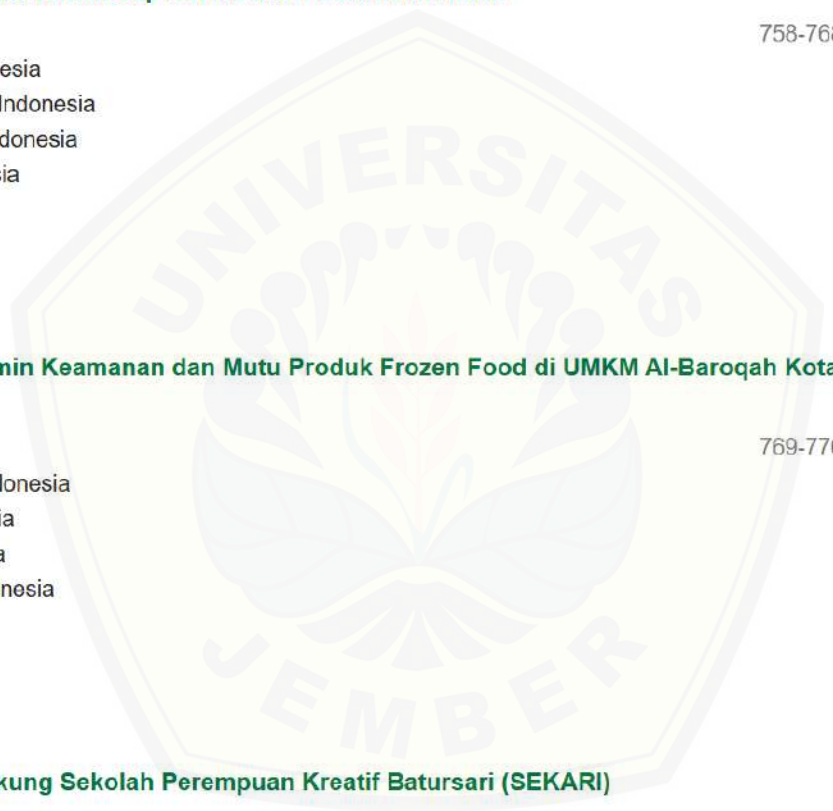 758-768
esia
Indonesia
donesia
sia
UNIVERSITAS
min Keamanan dan Mutu Produk Frozen Food di UMKM Al-Baroqah Kota
769-776
donesia
ia
a
nesia
JEMBER
kung Sekolah Perempuan Kreatif Batursari (SEKARI)